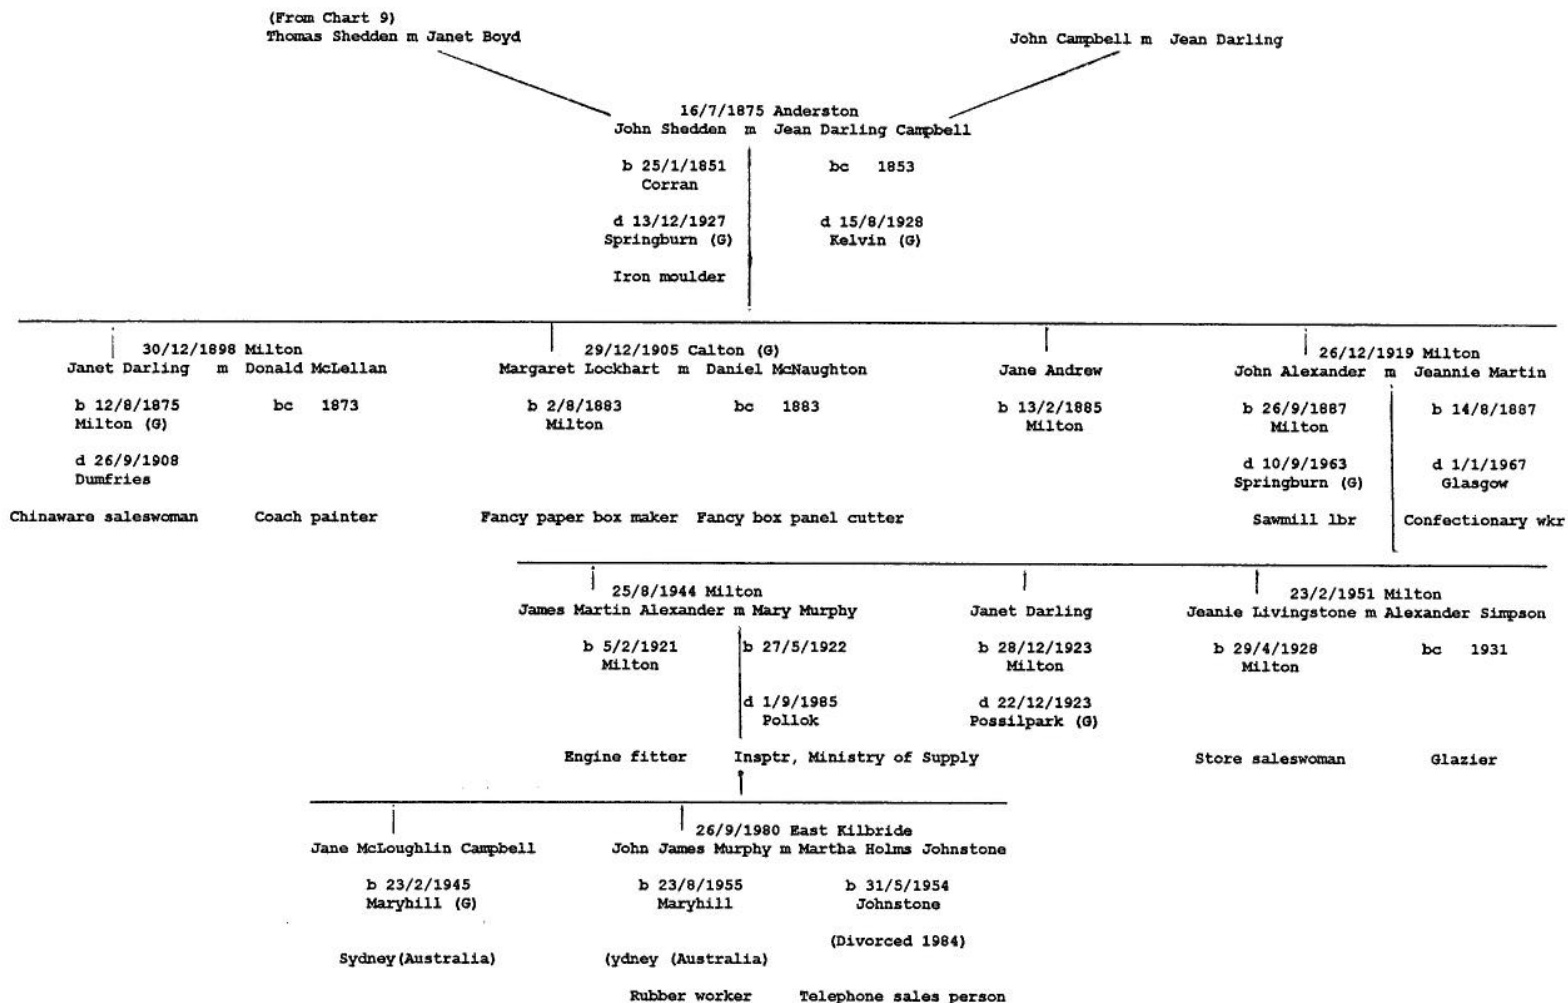 (From Chart 9)
Thomas Shedden m Janet Boyd
John Campbell m Jean Darling
16/7/1875 Anderston
John Shedden m Jean Darling Campbell
b 25/1/1851 bc 1853
Corran
d 13/12/1927 d 15/8/1928
Springburn (G) Kelvin (G)
Iron moulder
30/12/1898 Milton 29/12/1905 Calton (G) 26/12/1919 Milton
Janet Darling m Donald McLellan Margaret Lockhart m Daniel McNaughton Jane Andrew John Alexander m Jeannie Martin
b 12/8/1875 bc 1873 b 2/8/1883 bc 1883 b 13/2/1885 b 26/9/1887 b 14/8/1887
Milton (G) Milton Milton Milton
d 26/9/1908 d 10/9/1963 d 1/1/1967
Dumfries Springburn (G) Glasgow
Chinaware saleswoman Coach painter Fancy paper box maker Fancy box panel cutter Sawmill lbr Confectionary wkr
25/8/1944 Milton 23/2/1951 Milton
James Martin Alexander m Mary Murphy Janet Darling Jeanie Livingstone m Alexander Simpson
b 5/2/1921 b 27/5/1922 b 28/12/1923 b 29/4/1928 bc 1931
Milton Milton Milton
d 1/9/1985 d 22/12/1923
Pollok Possilpark (G)
Engine fitter Insptr, Ministry of Supply Store saleswoman Glazier
26/9/1980 East Kilbride
Jane McLoughlin Campbell John James Murphy m Martha Holms Johnstone
b 23/2/1945 b 23/8/1955 b 31/5/1954
Maryhill (G) Maryhill Johnstone
(Divorced 1984)
Sydney(Australia) (ydney (Australia)
Rubber worker Telephone sales person